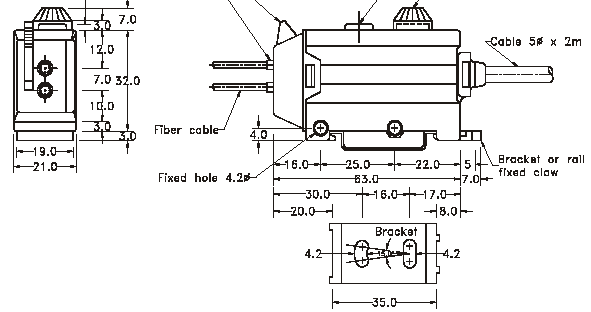 7.0
3.0
12.0
32.0
7.0
10.0
3.0
3.0
19.0
21.0
Cable 5ø x 2m
Fiber cable
4.0
Fixed hole 4.2ø
16.0 25.0 22.0 5
63.0 7.0
Bracket or rail
fixed claw
30.0 16.0 17.0
20.0 8.0
Bracket
4.2 4.2
35.0